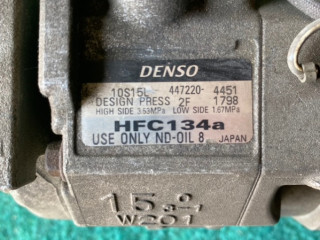 DENSO
10S15L 447220- 4451
DESIGN PRESS 2F 1798
HIGH SIDE 3.53MPa LOW SIDE 1.67MPa
HFC134a
USE ONLY ND-OIL 8, JAPAN
15
W201